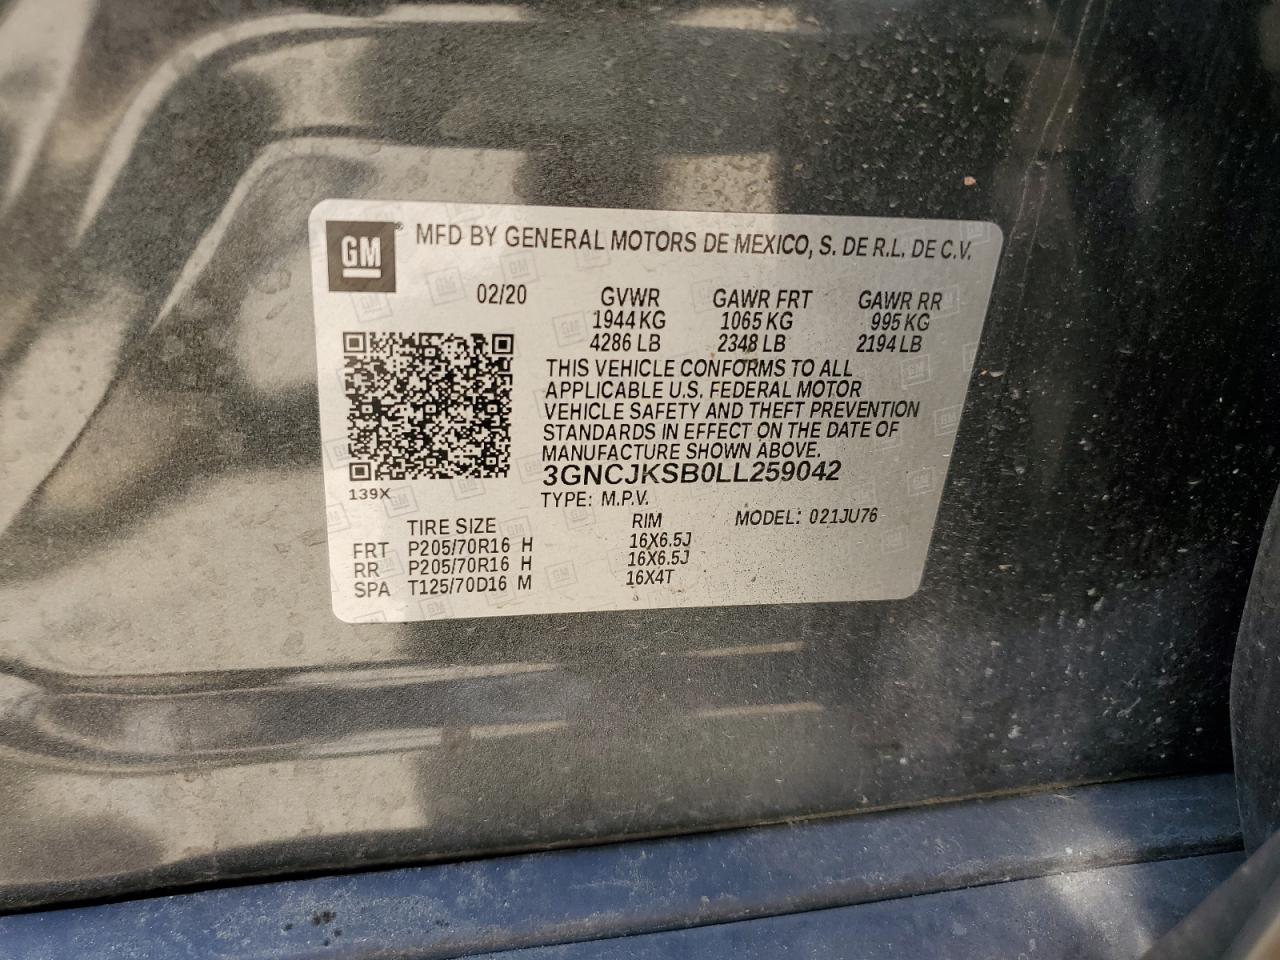 GM® MFD BY GENERAL MOTORS DE MEXICO, S. DE R.L. DE C.V.
02/20 GVWR GAWR FRT GAWR RR
1944 KG 1065 KG 995 KG
4286 LB 2348 LB 2194 LB
THIS VEHICLE CONFORMS TO ALL
APPLICABLE U.S. FEDERAL MOTOR
VEHICLE SAFETY AND THEFT PREVENTION
STANDARDS IN EFFECT ON THE DATE OF
MANUFACTURE SHOWN ABOVE.
3GNCJKSB0LL259042
139X
TYPE: M.P.V.
MODEL: 021JU76
TIRE SIZE RIM
FRT P205/70R16 H 16X6.5J
RR P205/70R16 H 16X6.5J
SPA T125/70D16 M 16X4T